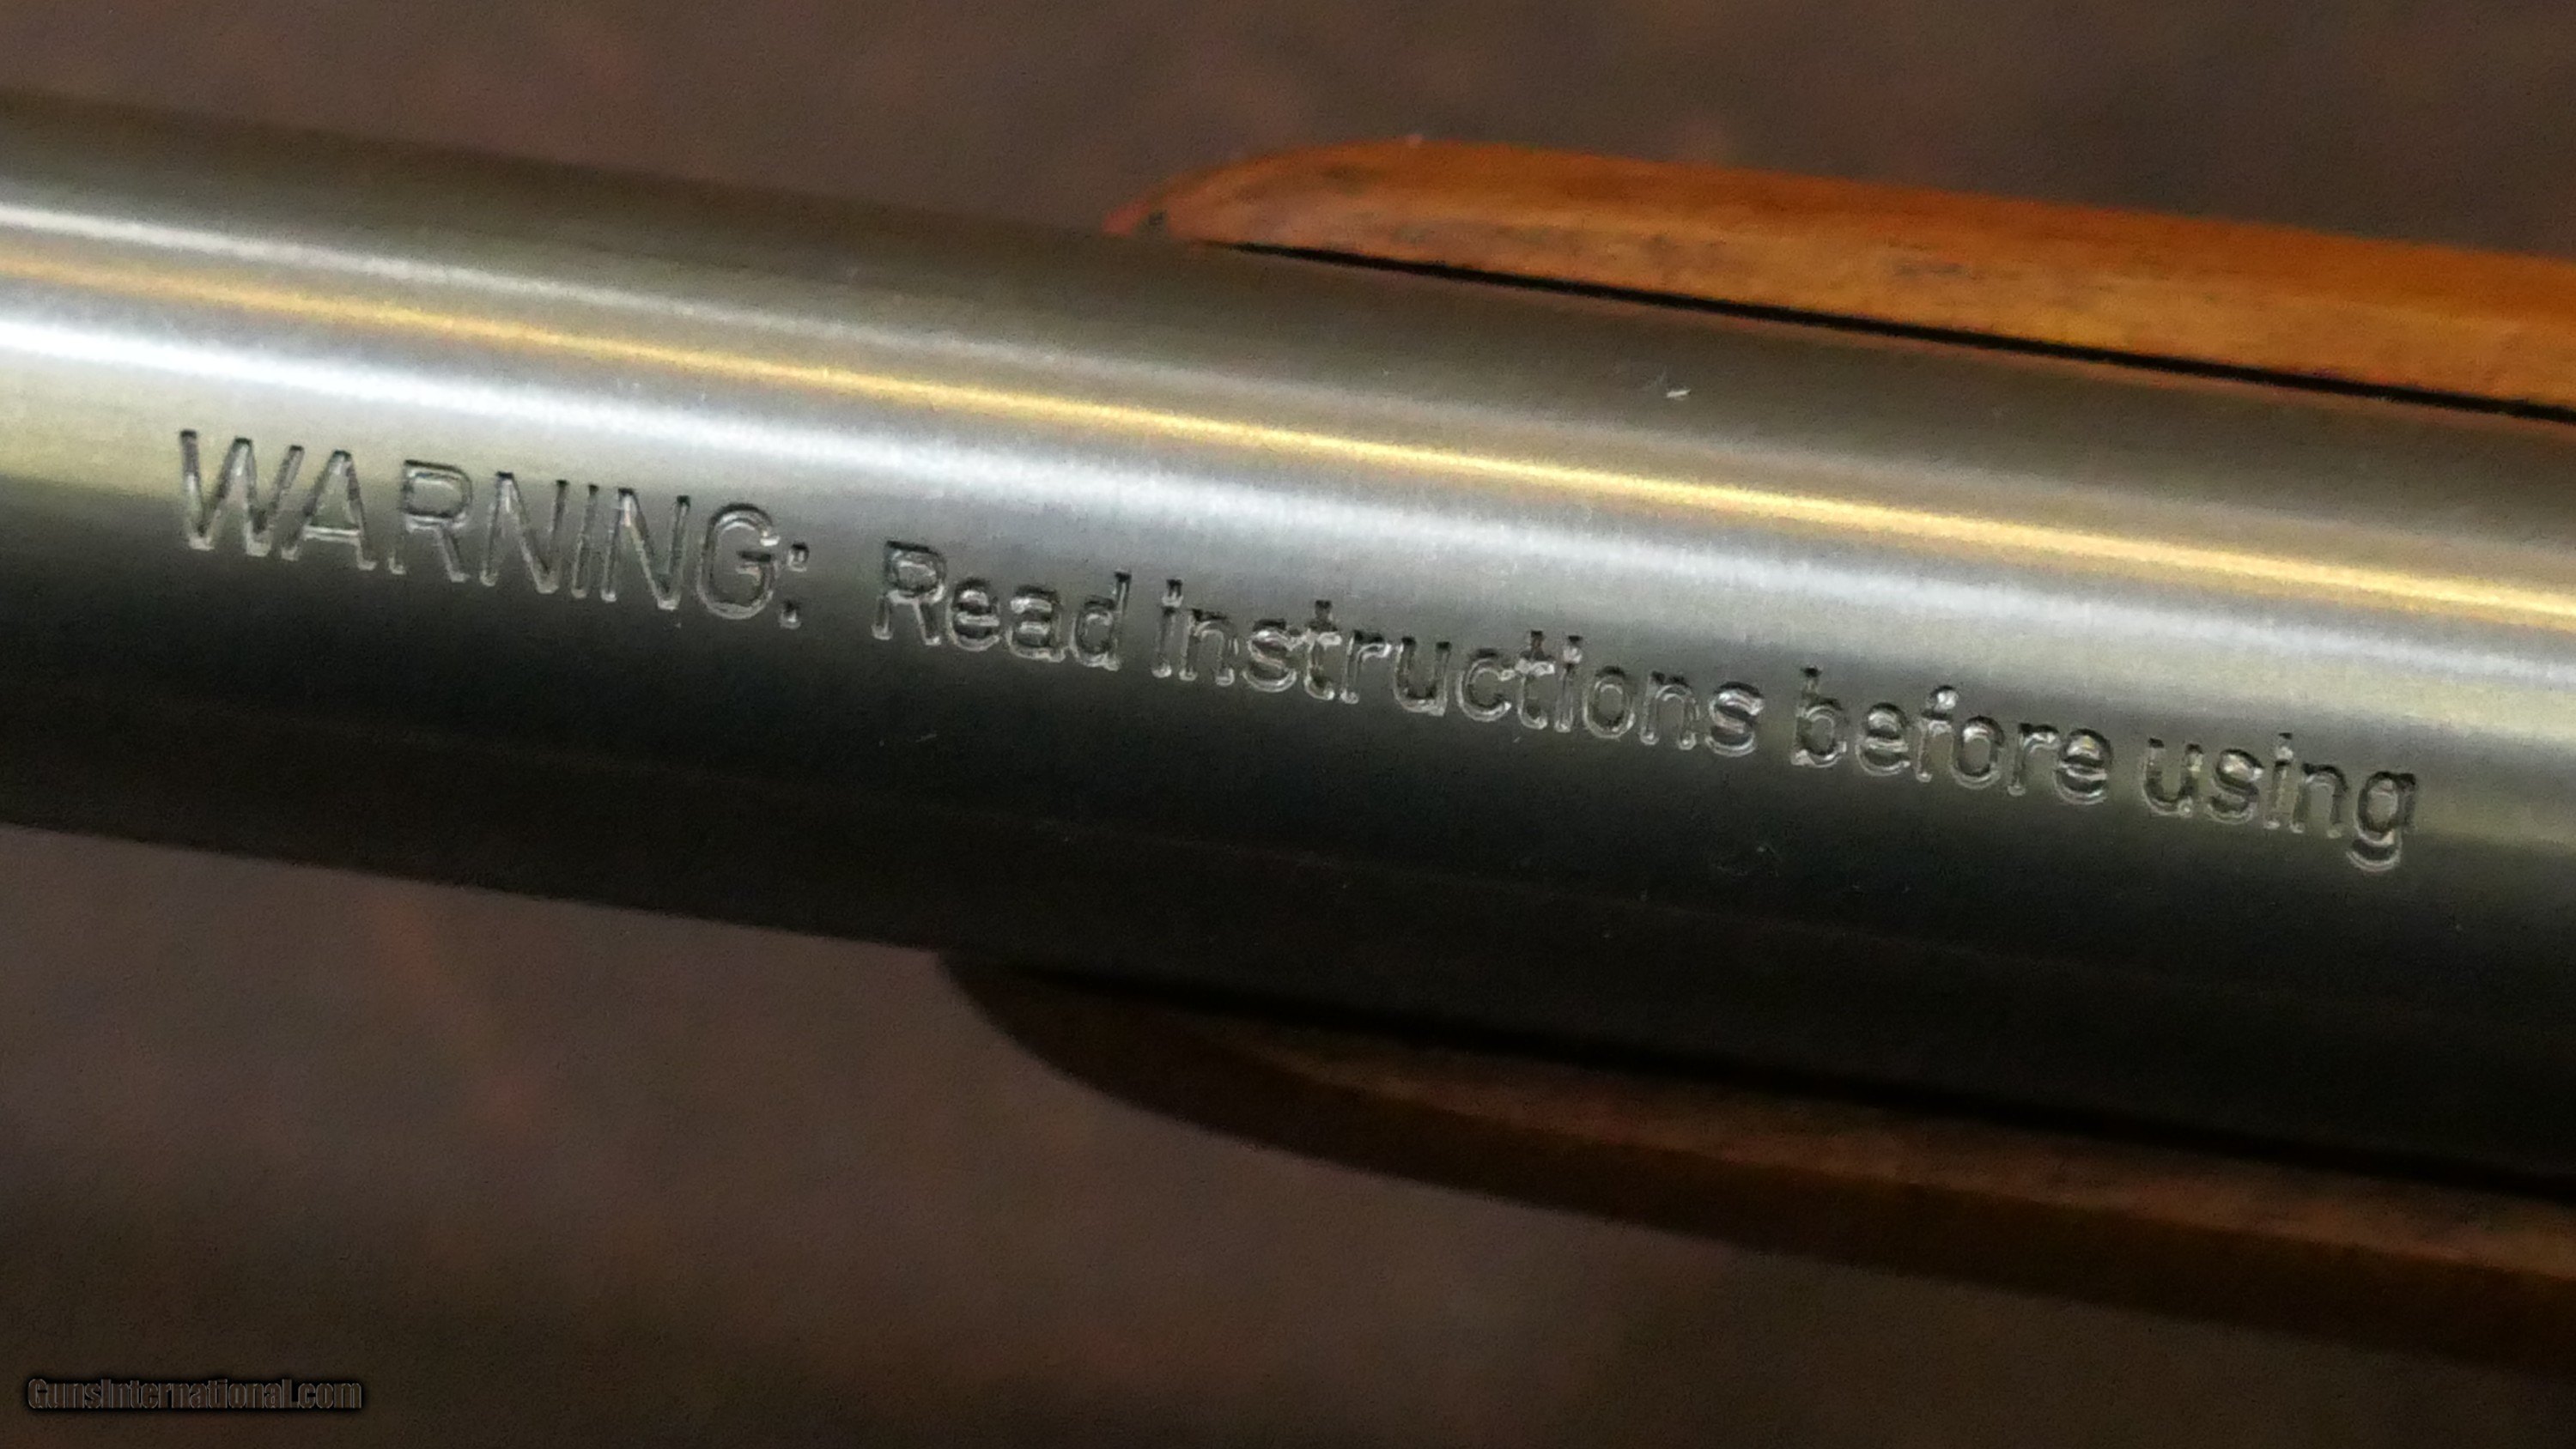 WARNING: Read instructions before using
GunsInternational.com